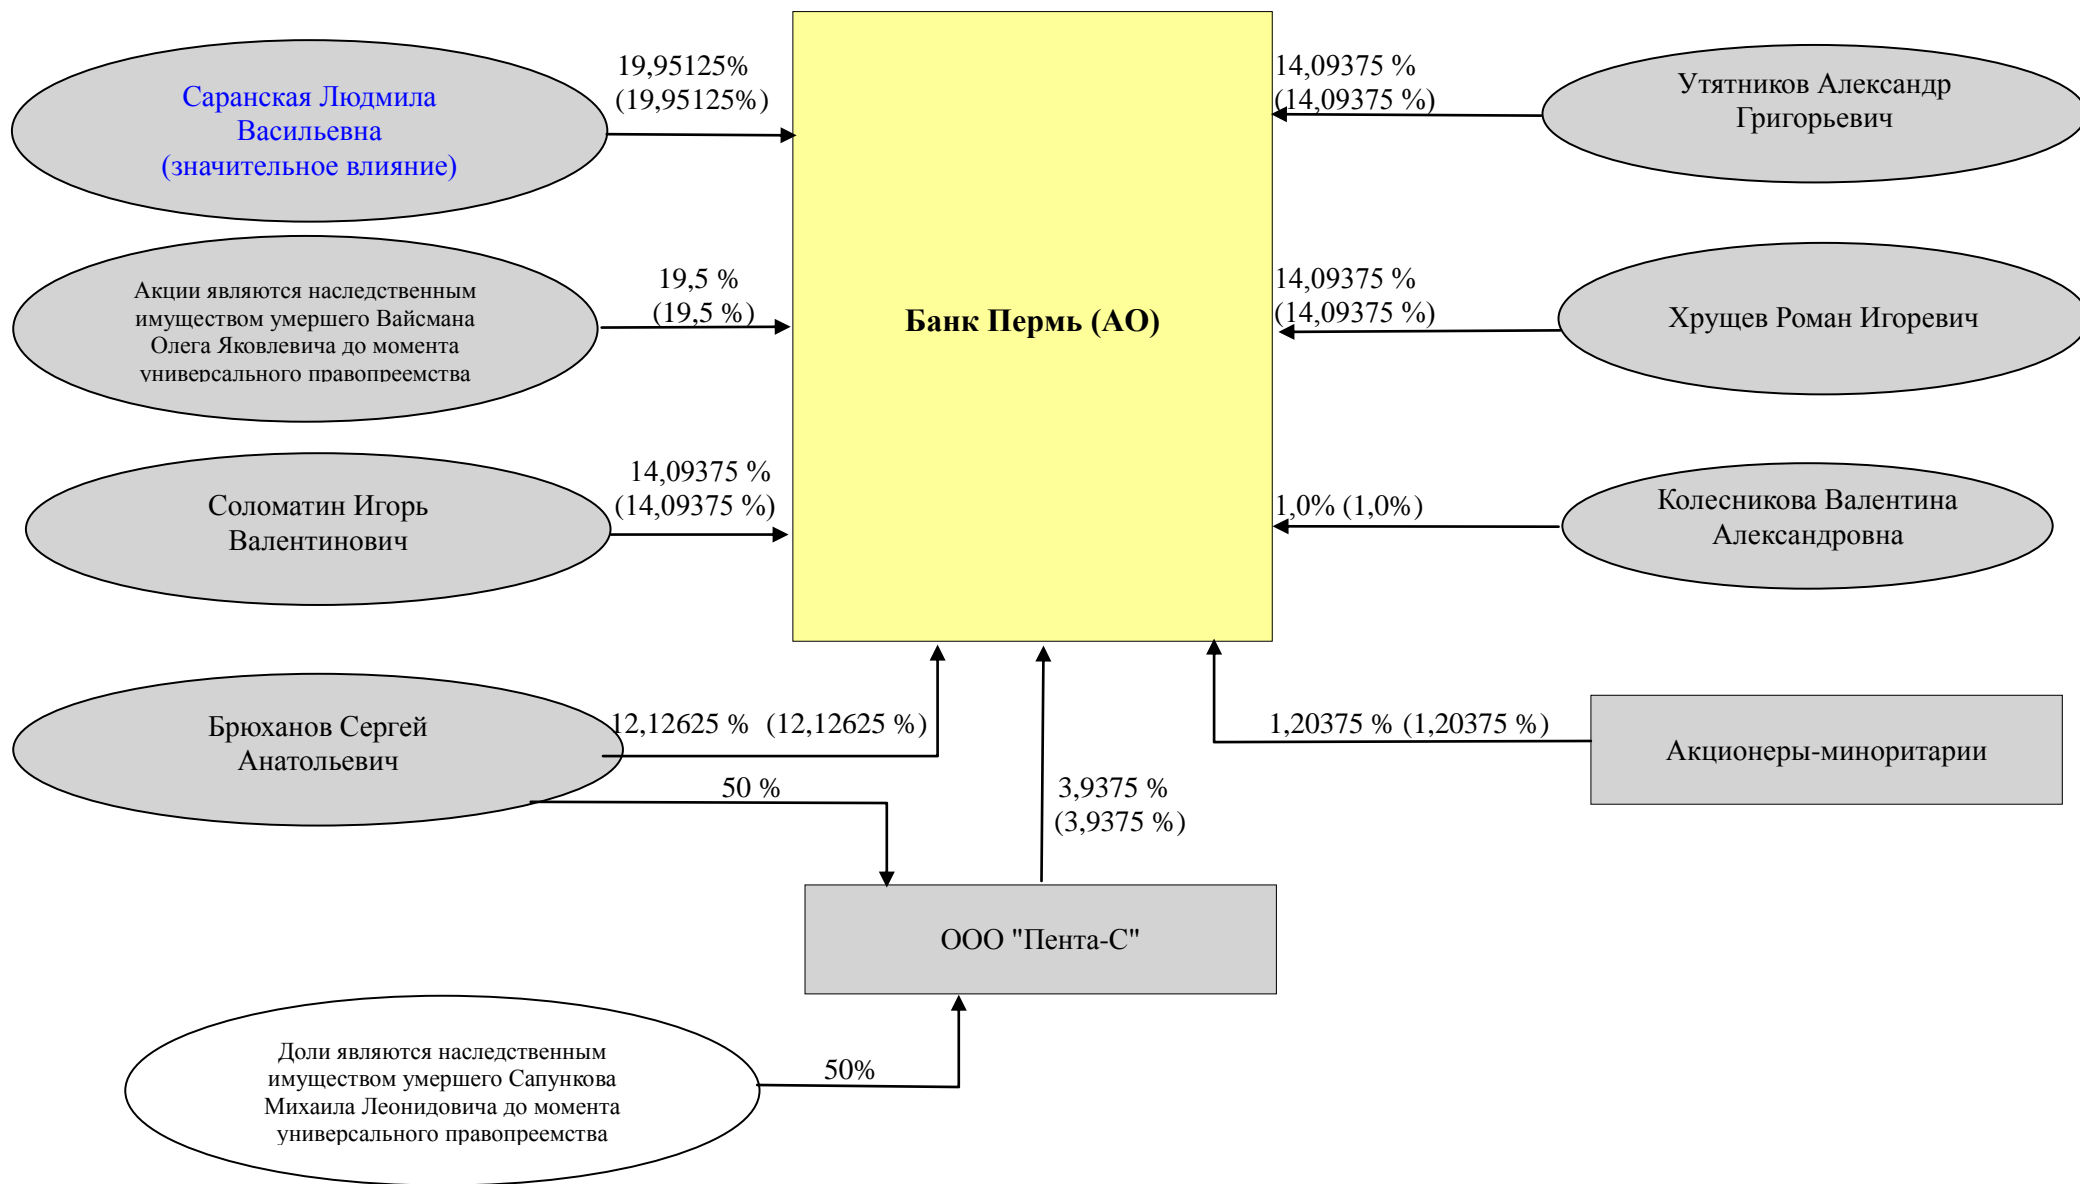 Саранская Людмила
Васильевна
(значительное влияние)
19,95125%
(19,95125%)
14,09375 %
(14,09375 %)
Утятников Александр
Григорьевич
Акции являются наследственным
имуществом умершего Вайсмана
Олега Яковлевича до момента
универсального правопреемства
19,5 %
(19,5 %)
Банк Пермь (АО)
14,09375 %
(14,09375 %)
Хрущев Роман Игоревич
Соломатин Игорь
Валентинович
14,09375 %
(14,09375 %)
1,0% (1,0%)
Колесникова Валентина
Александровна
Брюханов Сергей
Анатольевич
12,12625 % (12,12625 %)
50 %
3,9375 %
(3,9375 %)
1,20375 % (1,20375 %)
Акционеры-миноритарии
ООО "Пента-С"
Доли являются наследственным
имуществом умершего Сапункова
Михаила Леонидовича до момента
универсального правопреемства
50%